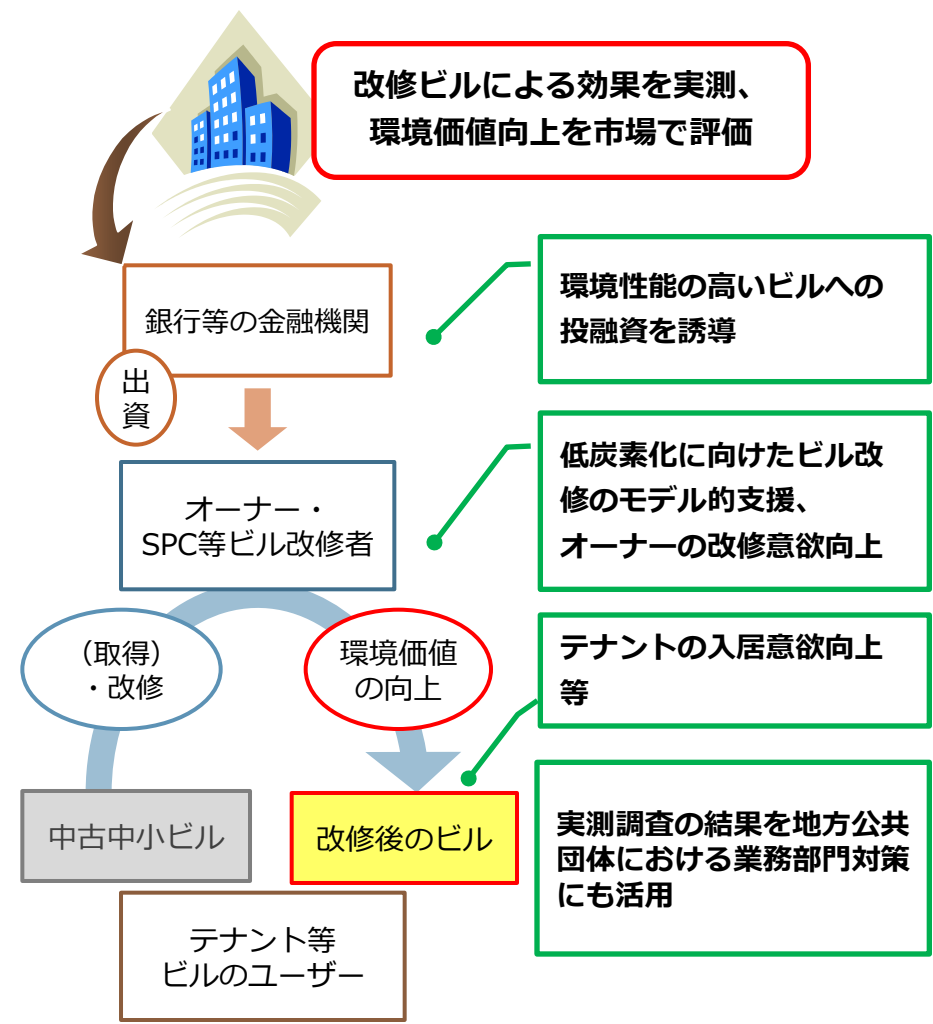 改修ビルによる効果を実測、
環境価値向上を市場で評価
銀行等の金融機関
出
資
環境性能の高いビルへの
投融資を誘導
オーナー・
SPC等ビル改修者
低炭素化に向けたビル改
修のモデル的支援、
オーナーの改修意欲向上
（取得）
・改修
環境価値
の向上
テナントの入居意欲向上
等
中古中小ビル
改修後のビル
実測調査の結果を地方公共
団体における業務部門対策
にも活用
テナント等
ビルのユーザー